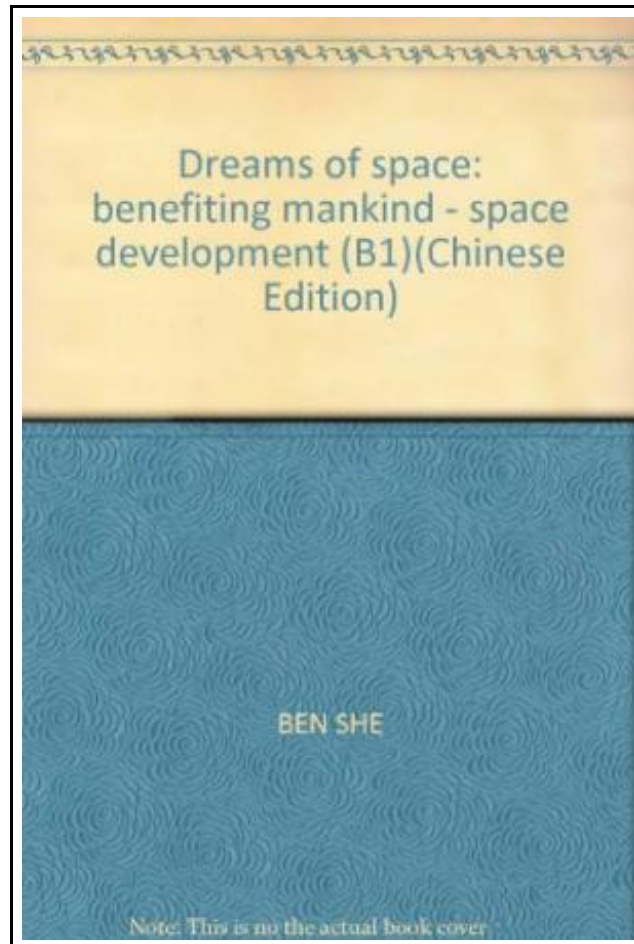 Dreams of space:
benefiting mankind - space
development (B1)(Chinese
Edition)
BEN SHE
Note: This is no the actual book cover